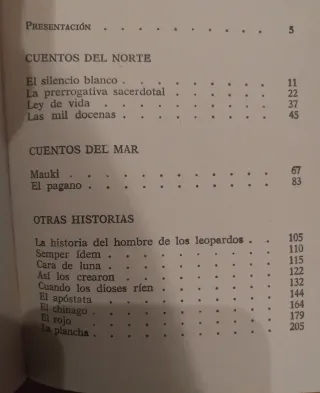 PRESENTACIÓN . . . . . . . . . 5
CUENTOS DEL NORTE
El silencio blanco . . . . . . . . 11
La prerrogativa sacerdotal . . . . . 22
Ley de vida . . . . . . . . . 37
Las mil docenas . . . . . . . . 45
CUENTOS DEL MAR
Mauki . . . . . . . . . . 67
El pagano . . . . . . . . . 83
OTRAS HISTORIAS
La historia del hombre de los leopardos . . 105
Semper ídem . . . . . . . . . 110
Cara de luna . . . . . . . . . 115
Así los crearon . . . . . . . . 122
Cuando los dioses ríen . . . . . . 132
El apóstata . . . . . . . . . 144
El chinago . . . . . . . . . 164
El rojo . . . . . . . . . . 179
La plancha . . . . . . . . . 205